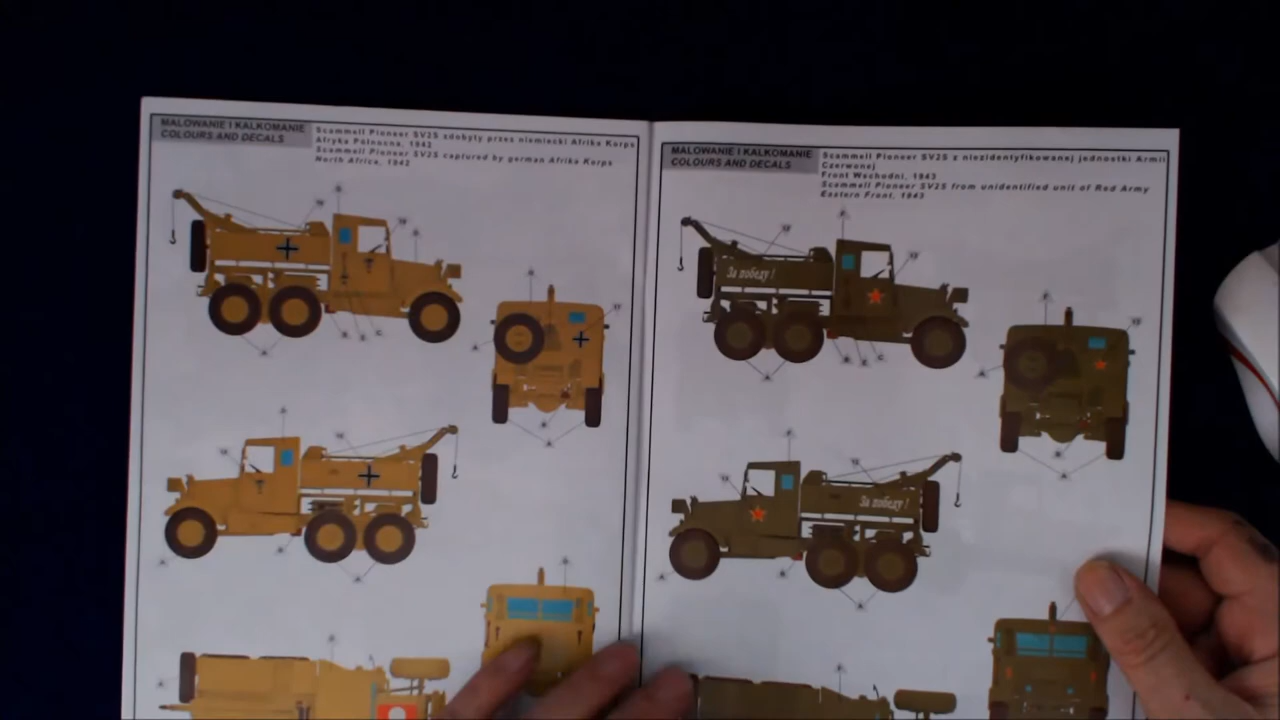 MALOWANIE I KALKOMANIE
COLOURS AND DECALS
Scammell Pioneer SV2S zdobyty przes niemiecki Afrika Korps
Afryka Północna, 1942
Scammell Pioneer SV2S captured by german Afrika Korps
North Africa, 1942
MALOWANIE I KALKOMANIE
COLOURS AND DECALS
Scammell Pioneer SV2S z niezidentyfikowanej jednostki Armii
Czerwonej
Front Wschodni, 1943
Scammell Pioneer SV2S from unidentified unit of Red Army
Eastern Front, 1943
За победу !
За победу !